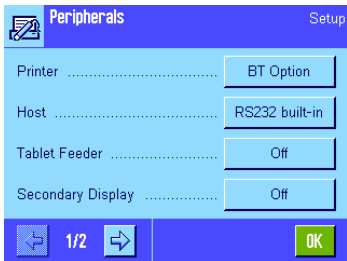 Peripherals Setup
Printer .................................. BT Option
Host .................................... RS232 built-in
Tablet Feeder ........................ Off
Secondary Display ................ Off
1/2 OK